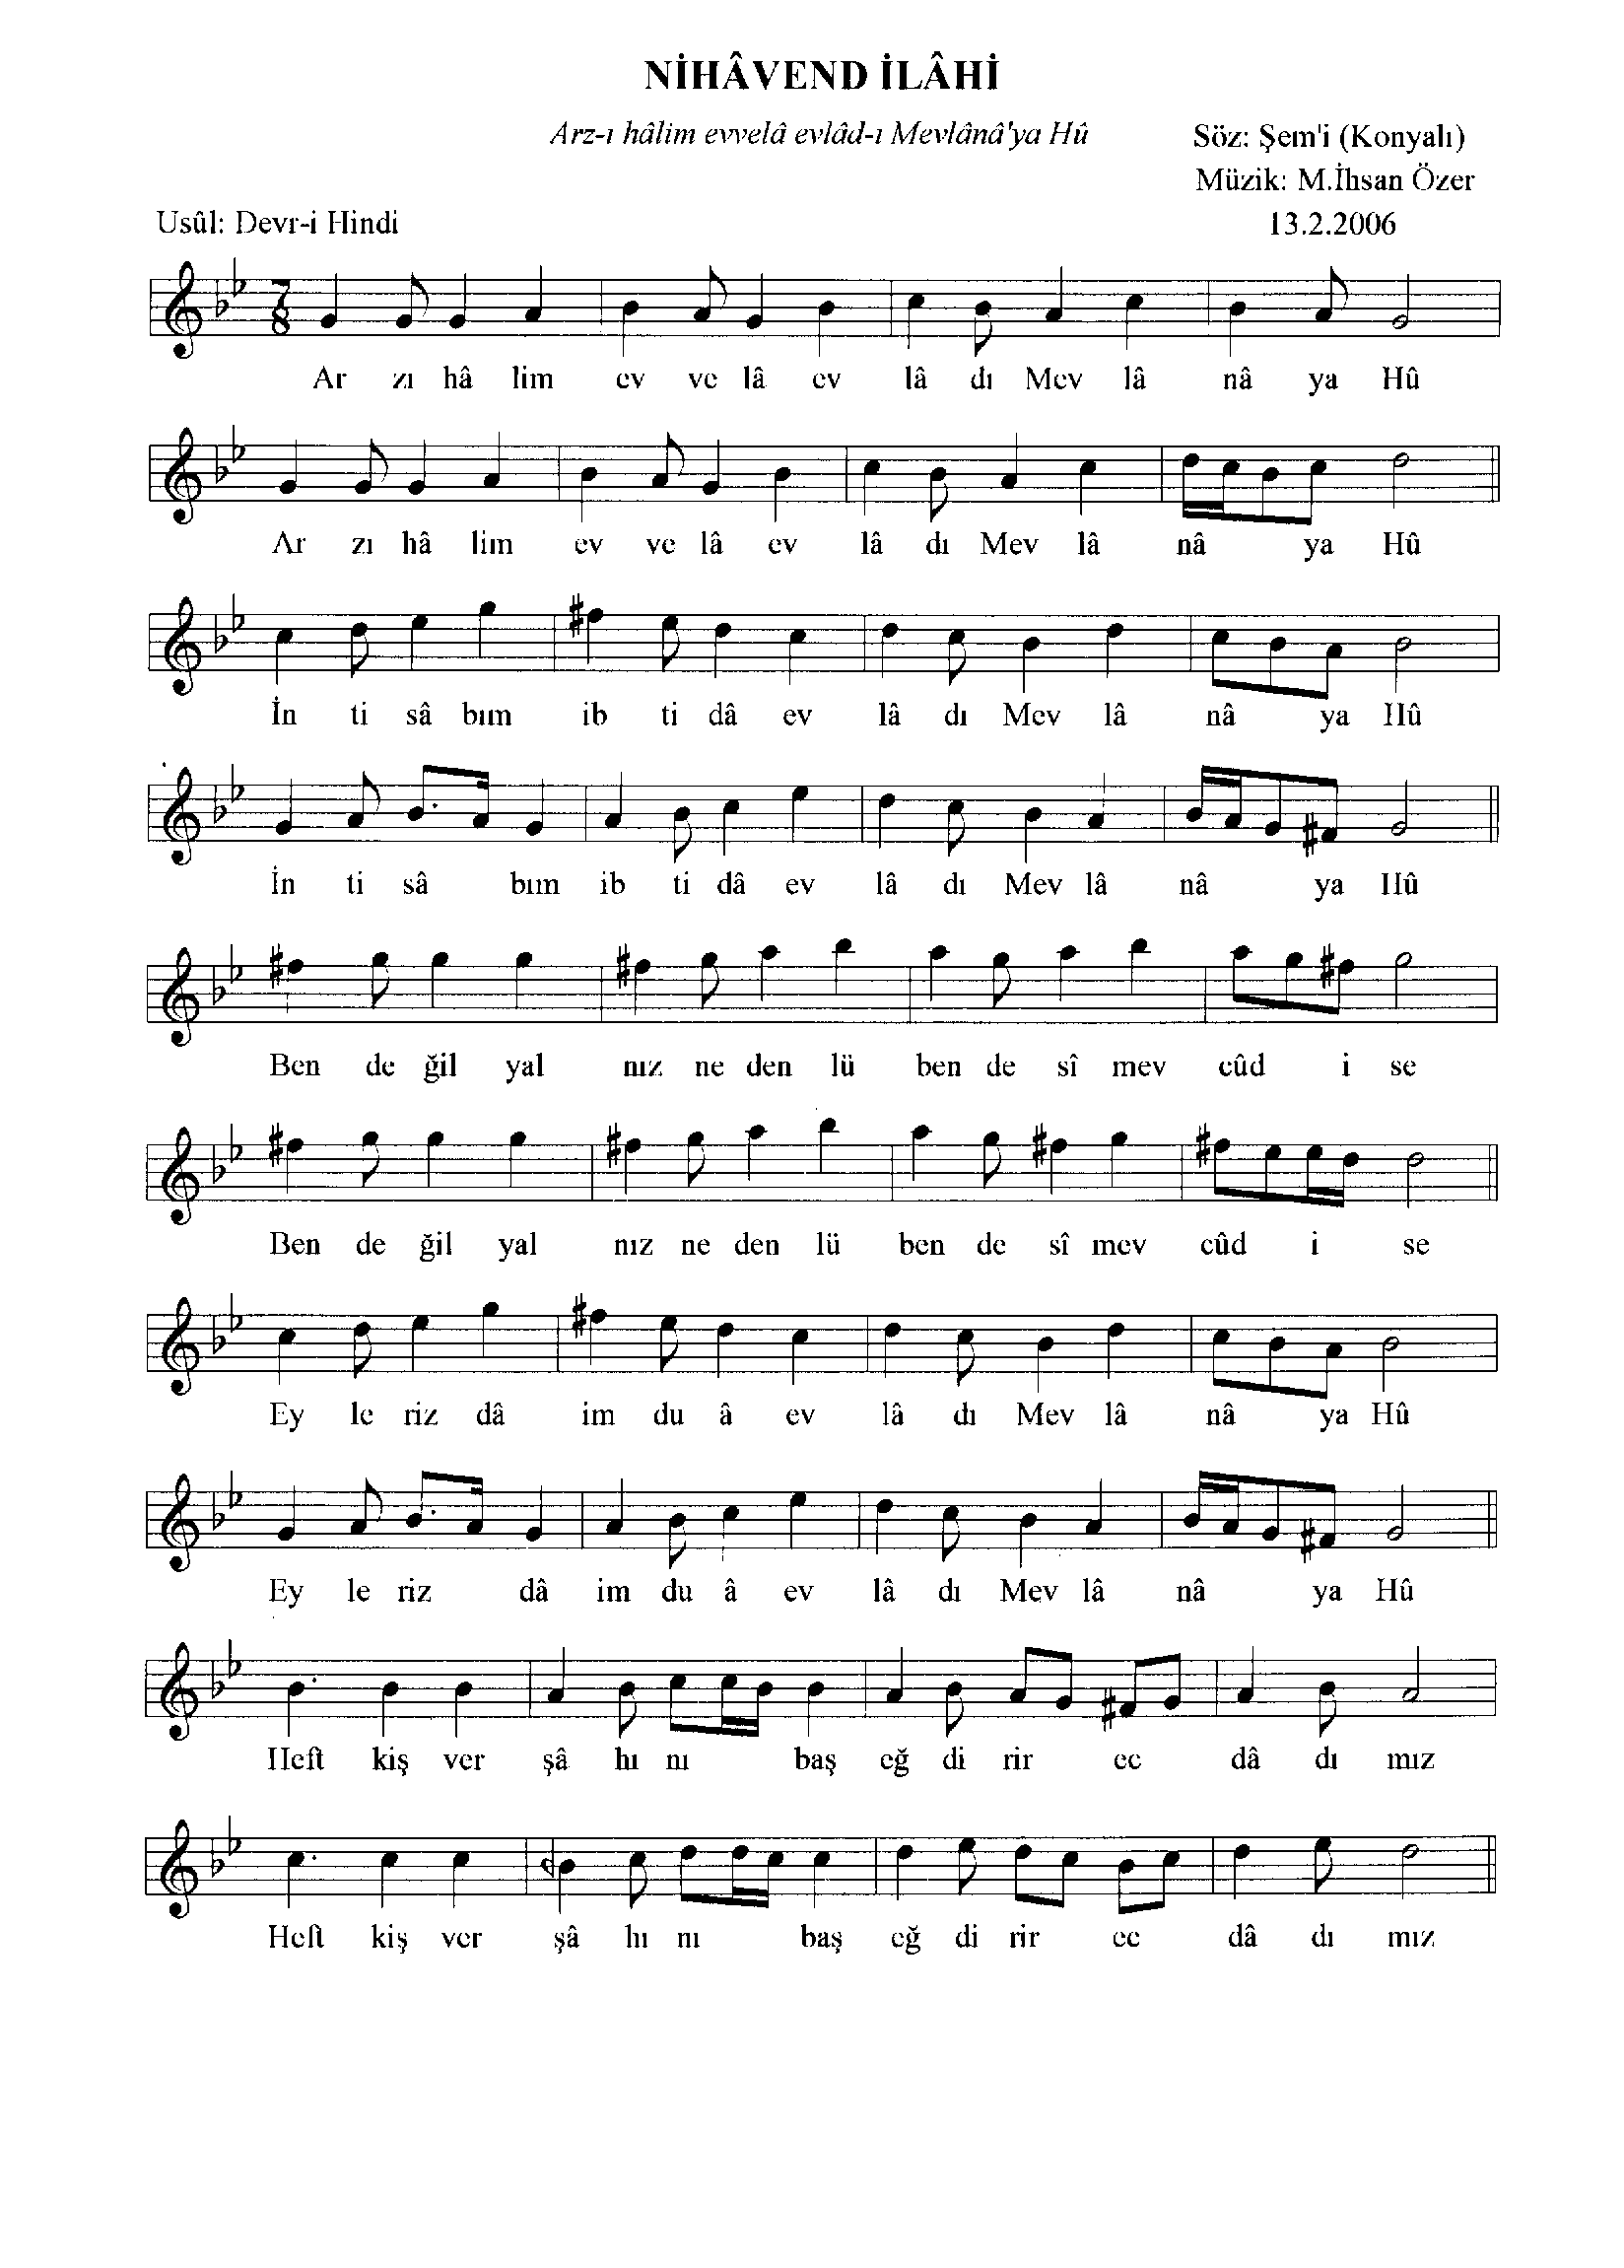 NİHÂVEND İLÂHİ
Arz-ı hâlim evvelâ evlâd-ı Mevlânâ'ya Hû
Söz: Şem'i (Konyalı)
Müzik: M.İhsan Özer
Usûl: Devr-i Hindi
13.2.2006
7
8
Ar zı hâ lim ev ve lâ ev lâ dı Mev lâ nâ ya Hû
Ar zı hâ lim ev ve lâ ev lâ dı Mev lâ nâ ya Hû
İn ti sâ bım ib ti dâ ev lâ dı Mev lâ nâ ya Hû
İn ti sâ bım ib ti dâ ev lâ dı Mev lâ nâ ya Hû
Ben de ğil yal nız ne den lü ben de sî mev cûd i se
Ben de ğil yal nız ne den lü ben de sî mev cûd i se
Ey le riz dâ im du â ev lâ dı Mev lâ nâ ya Hû
Ey le riz dâ im du â ev lâ dı Mev lâ nâ ya Hû
Heft kiş ver şâ hı nı baş eğ di rir ec dâ dı mız
Heft kiş ver şâ hı nı baş eğ di rir ec dâ dı mız